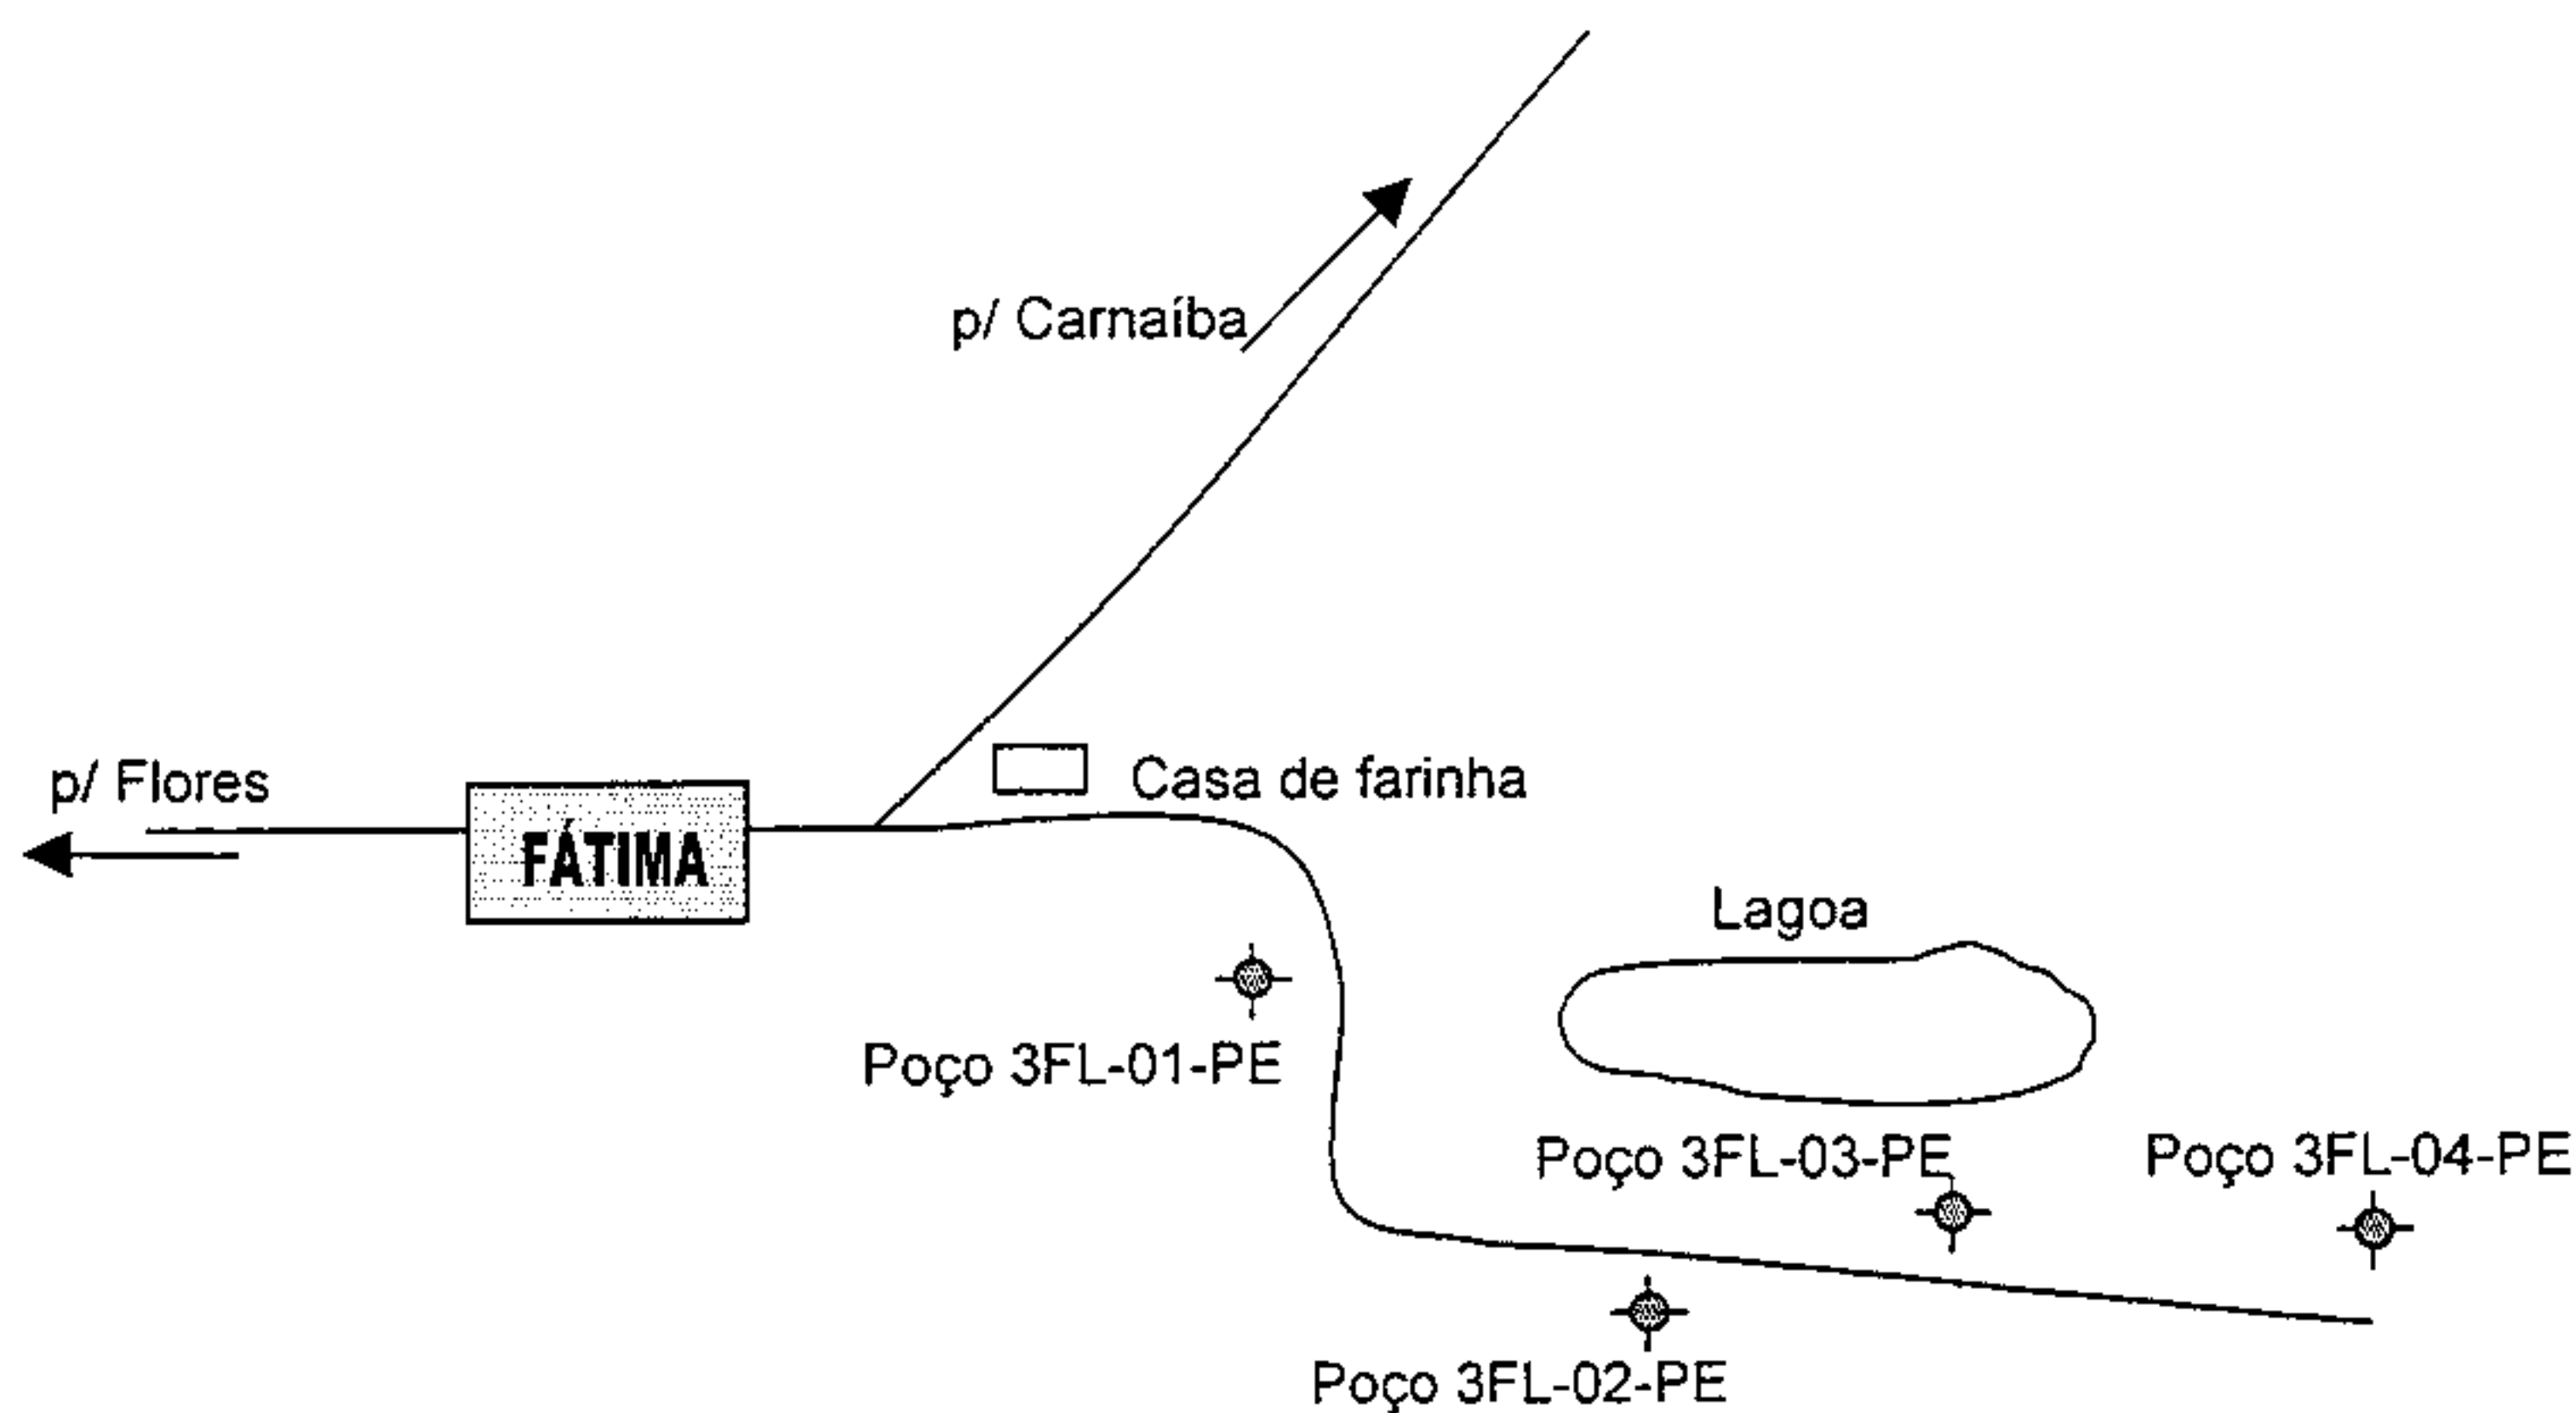 p/ Carnaíba
p/ Flores
Casa de farinha
FÁTIMA
Lagoa
Poço 3FL-01-PE
Poço 3FL-03-PE
Poço 3FL-04-PE
Poço 3FL-02-PE